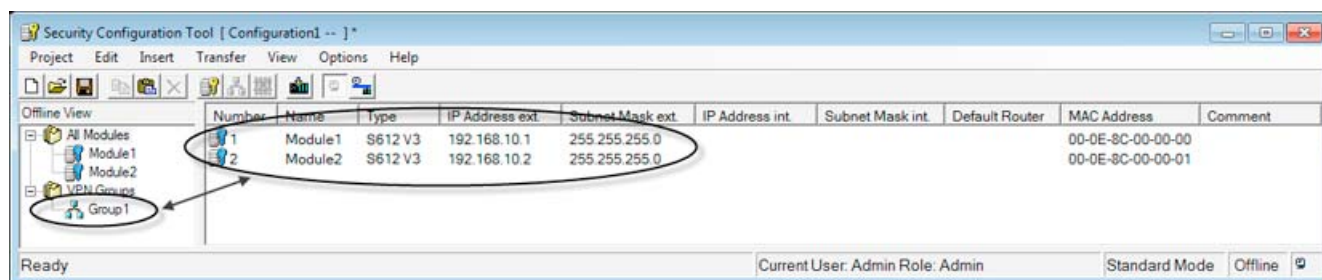 Security Configuration Tool [ Configuration1 -- ]*
Project Edit Insert Transfer View Options Help
Offline View
All Modules
Module1
Module2
VPN Groups
Group1
Number Name Type IP Address ext. Subnet Mask ext. IP Address int. Subnet Mask int. Default Router MAC Address Comment
1 Module1 S612 V3 192.168.10.1 255.255.255.0 00-0E-8C-00-00-00
2 Module2 S612 V3 192.168.10.2 255.255.255.0 00-0E-8C-00-00-01
Ready Current User: Admin Role: Admin Standard Mode Offline